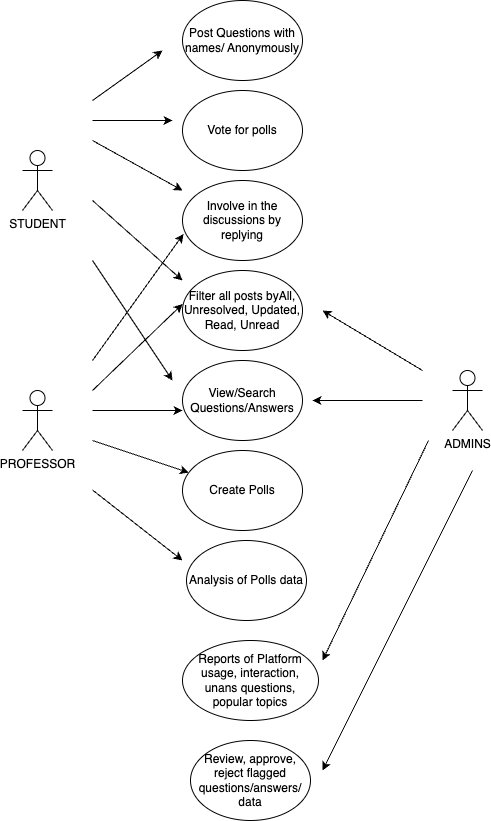 Post Questions with
names/ Anonymously
Vote for polls
Involve in the
discussions by
replying
STUDENT
Filter all posts byAll,
Unresolved, Updated,
Read, Unread
View/Search
Questions/Answers
PROFESSOR
ADMINS
Create Polls
Analysis of Polls data
Reports of Platform
usage, interaction,
unans questions,
popular topics
Review, approve,
reject flagged
questions/answers/
data